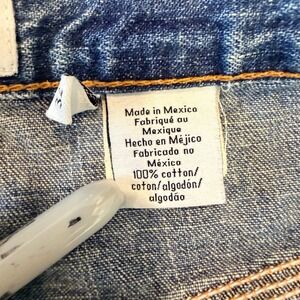 Made in Mexico
Fabriqué au
Mexique
Hecho en Méjico
Fabricado no
México
100% cotton/
coton/algodón/
algodão